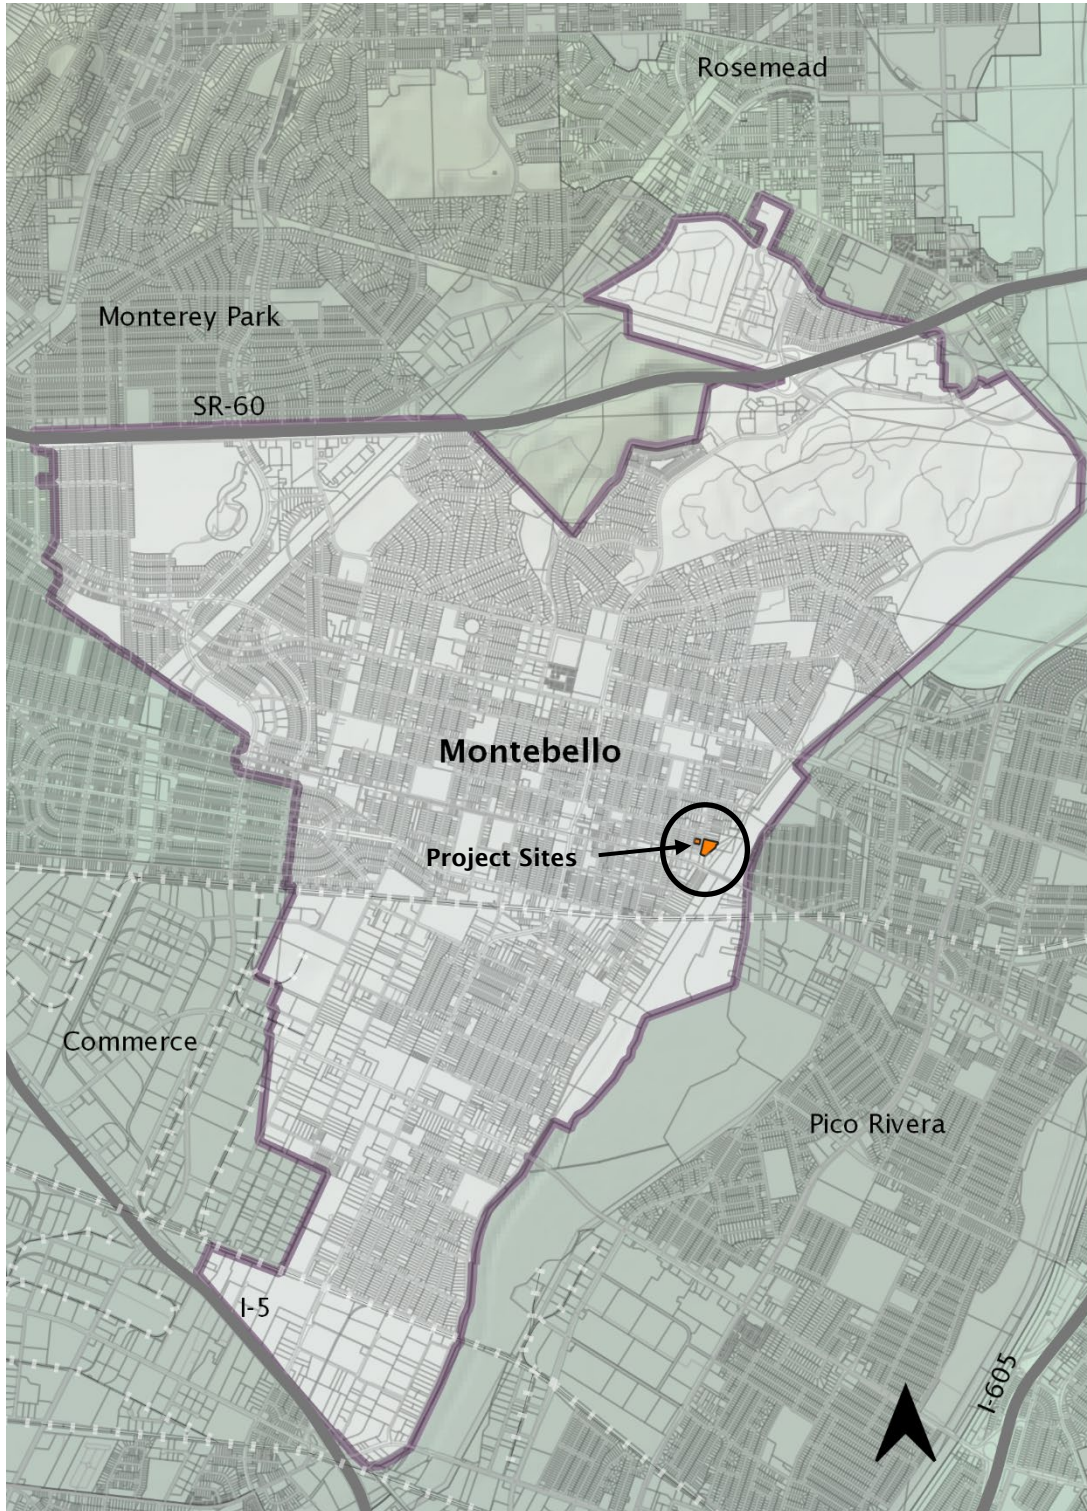 Rosemead
Monterey Park
SR-60
Montebello
Project Sites
Commerce
Pico Rivera
I-5
I-605